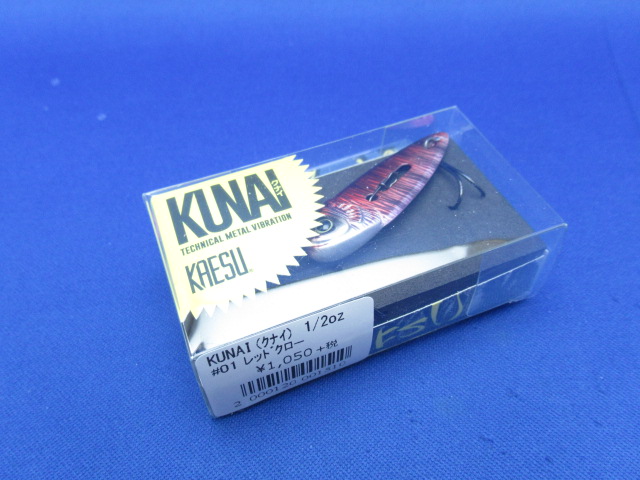 KUNAI
TECHNICAL METAL VIBRATION
KAESU
KUNAI (クナイ) 1/2oz
#01 レッド・クロー
¥1,050+税